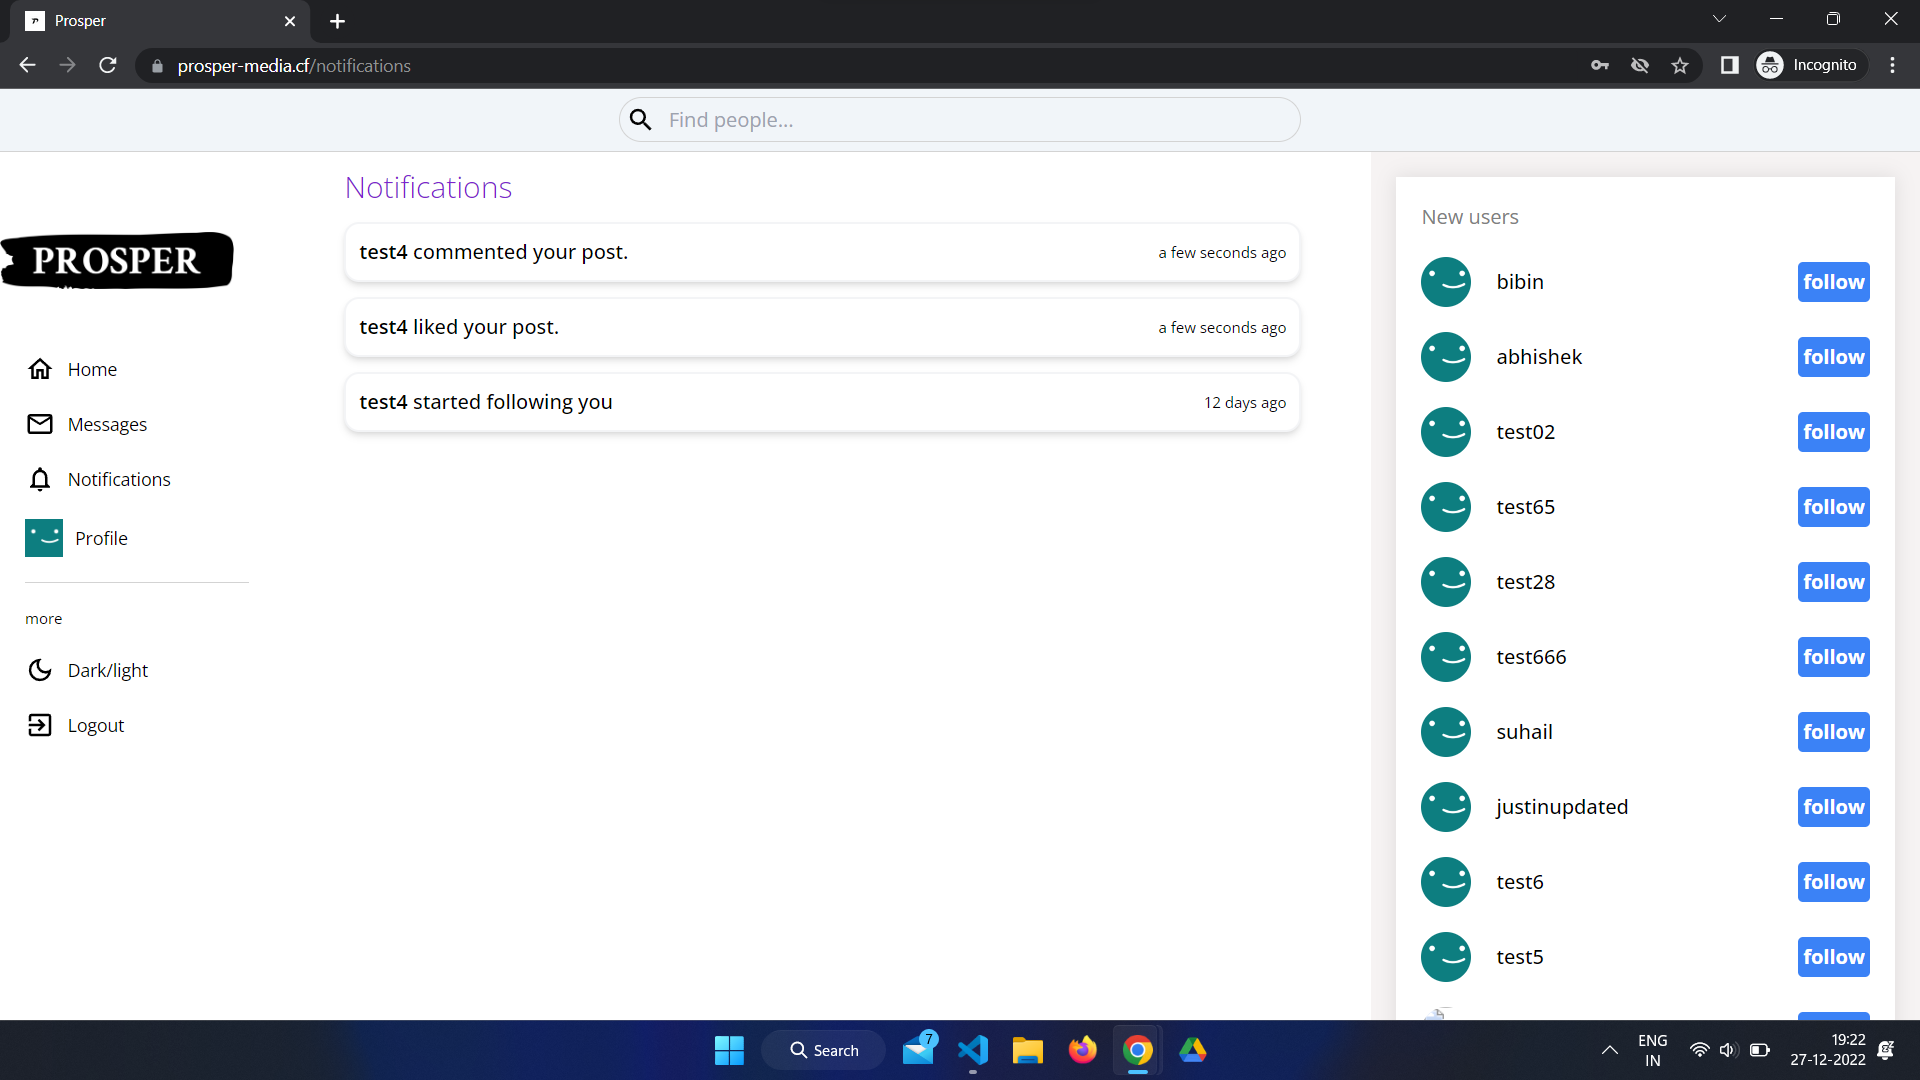 Prosper
prosper-media.cf/notifications
Incognito
Find people...
PROSPER
Home
Messages
Notifications
Profile
more
Dark/light
Logout
Notifications
test4 commented your post.
a few seconds ago
test4 liked your post.
a few seconds ago
test4 started following you
12 days ago
New users
bibin
follow
abhishek
follow
test02
follow
test65
follow
test28
follow
test666
follow
suhail
follow
justinupdated
follow
test6
follow
test5
follow
Search
7
ENG
IN
19:22
27-12-2022